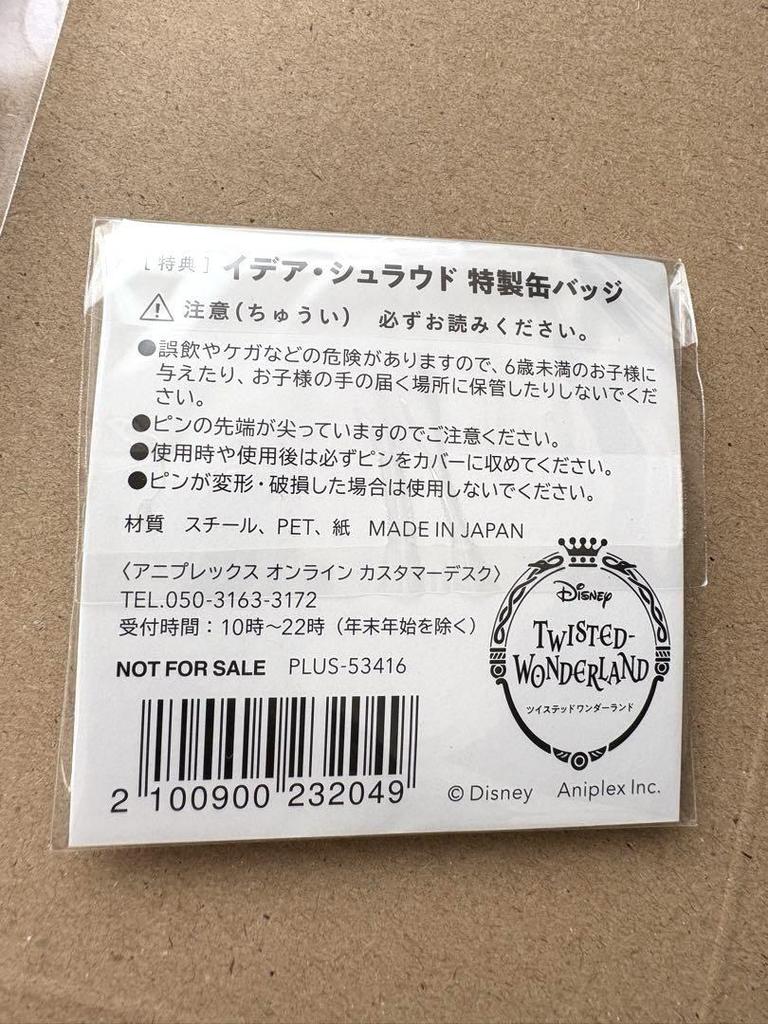 [特典] イデア・シュラウド 特製缶バッジ
⚠ 注意(ちゅうい) 必ずお読みください。
●誤飲やケガなどの危険がありますので、6歳未満のお子様に
与えたり、お子様の手の届く場所に保管したりしないでくだ
さい。
●ピンの先端が尖っていますのでご注意ください。
●使用時や使用後は必ずピンをカバーに収めてください。
●ピンが変形・破損した場合は使用しないでください。
材質 スチール、PET、紙 MADE IN JAPAN
〈アニプレックス オンライン カスタマーデスク〉
TEL.050-3163-3172
受付時間：10時～22時（年末年始を除く）
NOT FOR SALE PLUS-53416
Disney
TWISTED-
WONDERLAND
ツイステッドワンダーランド
2 100900 232049
©Disney Aniplex Inc.